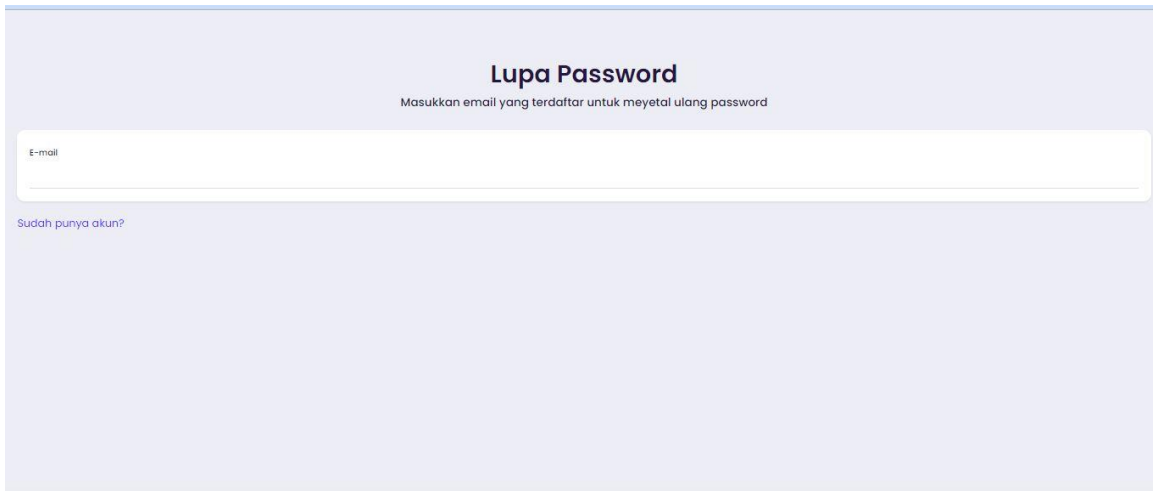 Lupa Password
Masukkan email yang terdaftar untuk meyetal ulang password
E-mail
Sudah punya akun?